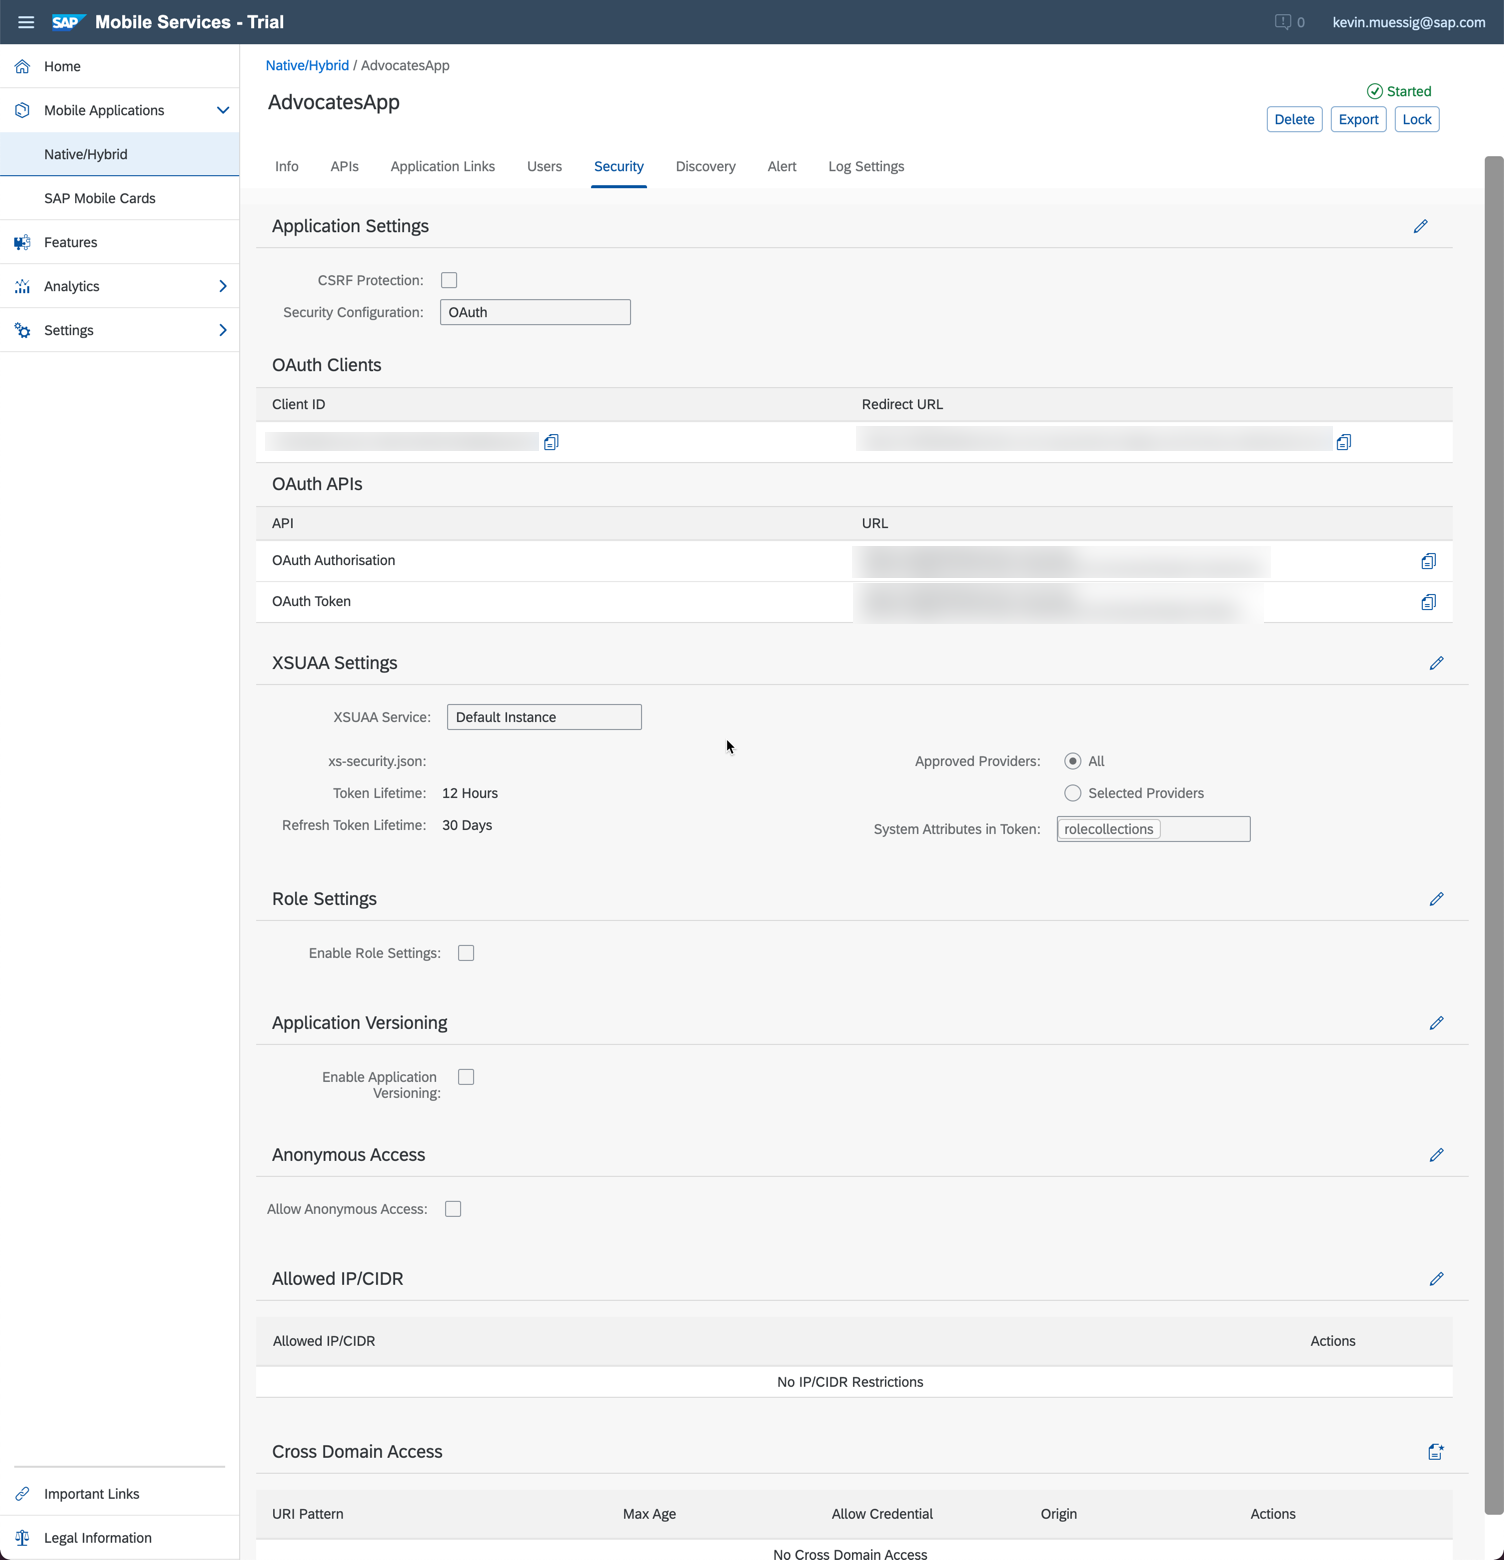 SAP Mobile Services - Trial
0
kevin.muessig@sap.com
Home
Mobile Applications
Native/Hybrid
SAP Mobile Cards
Features
Analytics
Settings
Important Links
Legal Information
Native/Hybrid / AdvocatesApp
AdvocatesApp
Started
Delete Export Lock
Info APIs Application Links Users Security Discovery Alert Log Settings
Application Settings
CSRF Protection:
Security Configuration: OAuth
OAuth Clients
Client ID Redirect URL
OAuth APIs
API URL
OAuth Authorisation
OAuth Token
XSUAA Settings
XSUAA Service: Default Instance
xs-security.json:
Token Lifetime: 12 Hours
Refresh Token Lifetime: 30 Days
Approved Providers: All
Selected Providers
System Attributes in Token: rolecollections
Role Settings
Enable Role Settings:
Application Versioning
Enable Application
Versioning:
Anonymous Access
Allow Anonymous Access:
Allowed IP/CIDR
Allowed IP/CIDR Actions
No IP/CIDR Restrictions
Cross Domain Access
URI Pattern Max Age Allow Credential Origin Actions
No Cross Domain Access